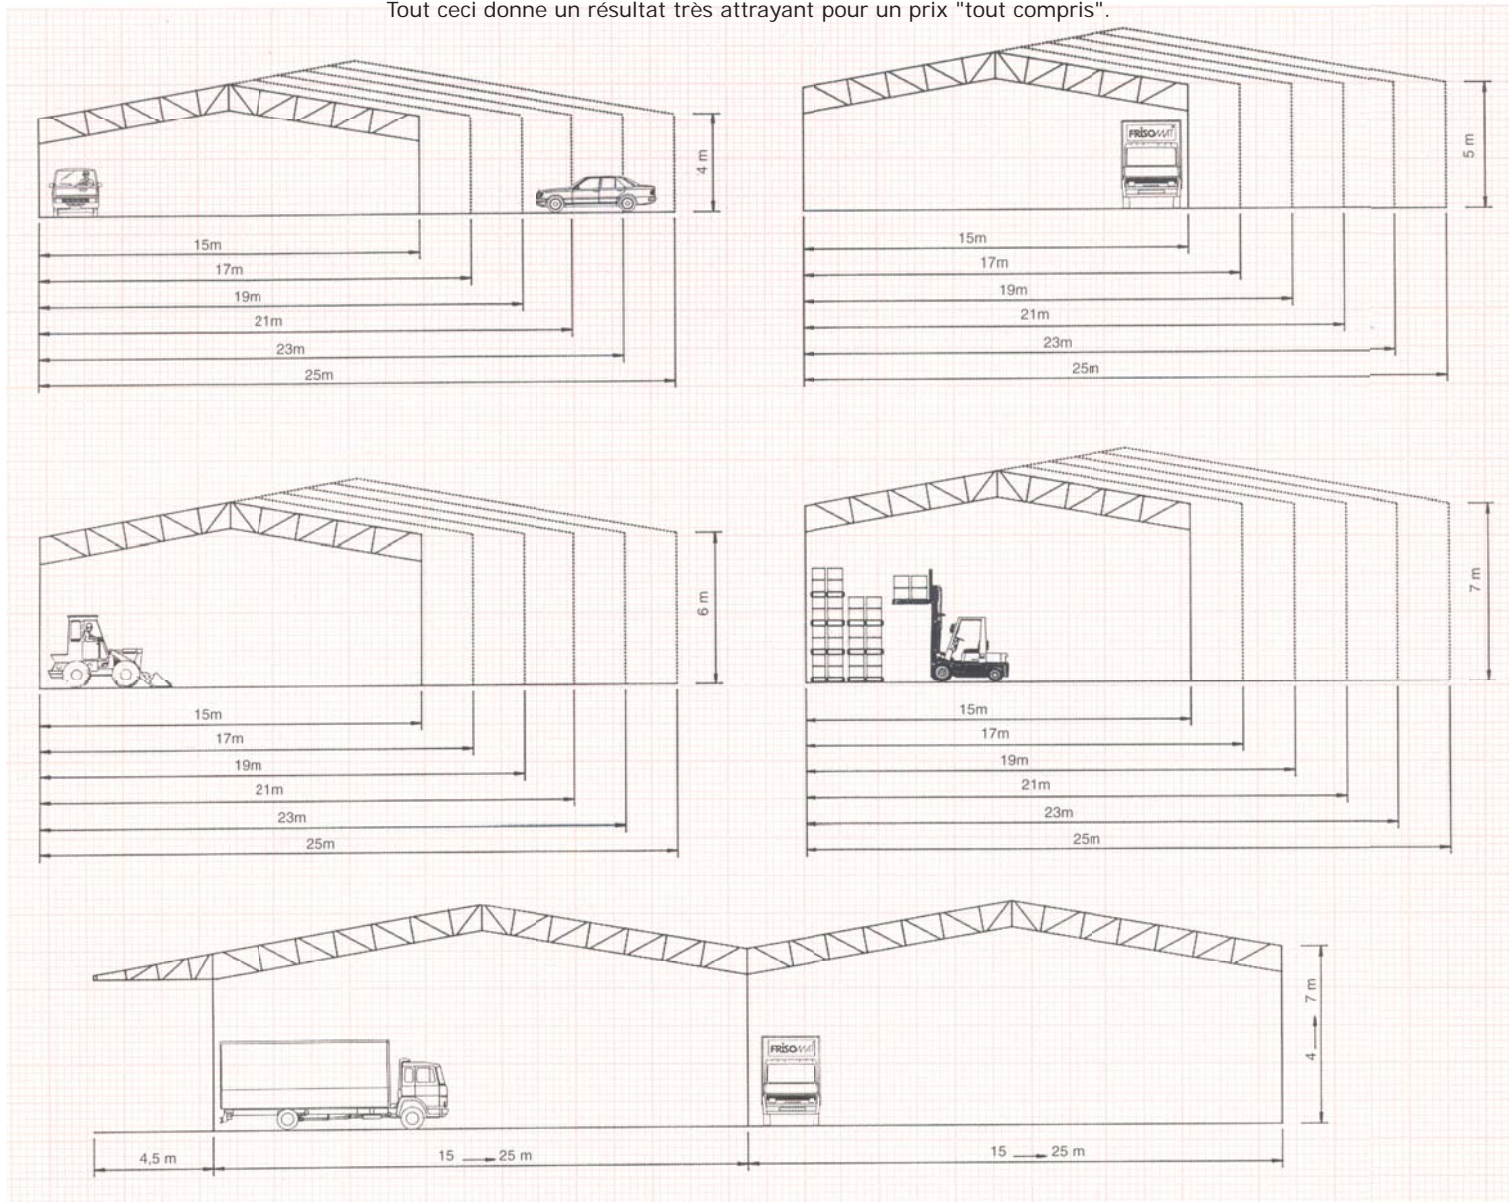 Tout ceci donne un résultat très attrayant pour un prix "tout compris".
4 m
15m
17m
19m
21m
23m
25m
FRISOMAT
5 m
15m
17m
19m
21m
23m
25m
6 m
15m
17m
19m
21m
23m
25m
7 m
15m
17m
19m
21m
23m
25m
FRISOMAT
4 → 7 m
4,5 m
15 → 25 m
15 → 25 m